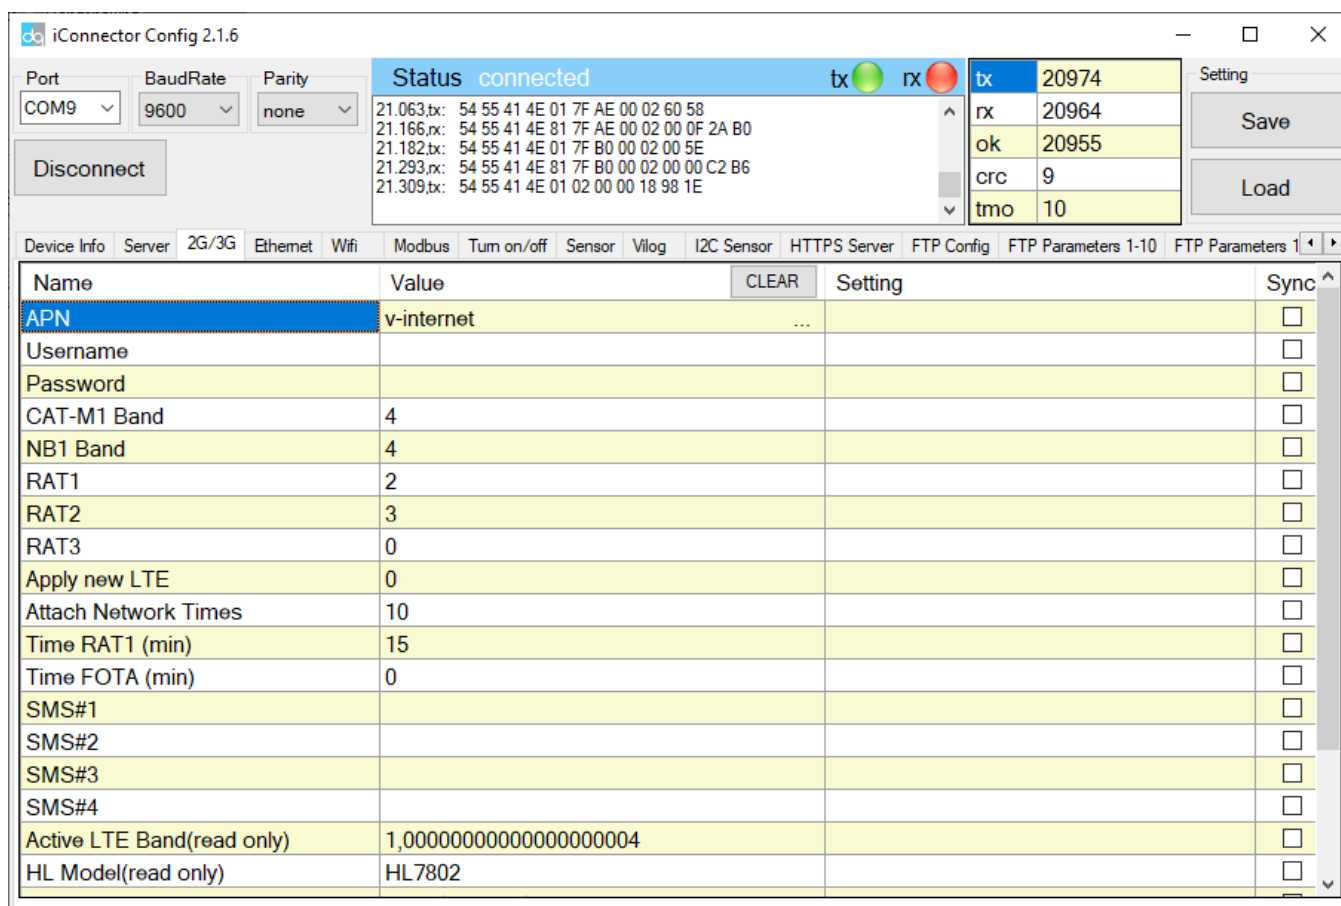 iConnector Config 2.1.6
Port BaudRate Parity
COM9 9600 none
Disconnect
Status connected tx rx
21.063,tx: 54 55 41 4E 01 7F AE 00 02 60 58
21.166,rx: 54 55 41 4E 81 7F AE 00 02 00 0F 2A B0
21.182,tx: 54 55 41 4E 01 7F B0 00 02 00 5E
21.293,rx: 54 55 41 4E 81 7F B0 00 02 00 00 C2 B6
21.309,tx: 54 55 41 4E 01 02 00 00 18 98 1E
tx 20974
rx 20964
ok 20955
crc 9
tmo 10
Setting
Save
Load
Device Info Server 2G/3G Ethernet Wifi Modbus Turn on/off Sensor Vilog I2C Sensor HTTPS Server FTP Config FTP Parameters 1-10 FTP Parameters 1
Name Value CLEAR Setting Sync
APN v-internet ...
Username
Password
CAT-M1 Band 4
NB1 Band 4
RAT1 2
RAT2 3
RAT3 0
Apply new LTE 0
Attach Network Times 10
Time RAT1 (min) 15
Time FOTA (min) 0
SMS#1
SMS#2
SMS#3
SMS#4
Active LTE Band(read only) 1,00000000000000000004
HL Model(read only) HL7802